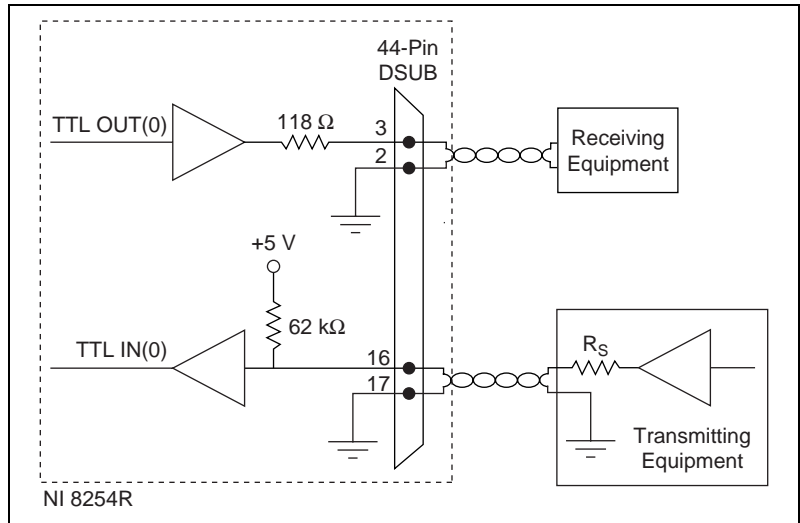 44-Pin
DSUB
TTL OUT(0)
118 Ω
3
2
Receiving
Equipment
+5 V
62 kΩ
TTL IN(0)
16
17
RS
Transmitting
Equipment
NI 8254R